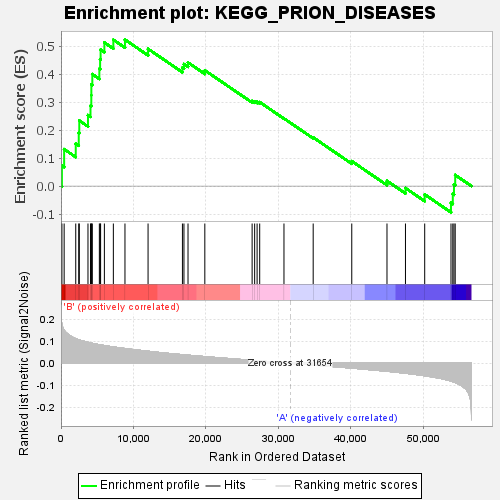 Enrichment plot: KEGG_PRION_DISEASES
Enrichment score (ES)
0.5
0.4
0.3
0.2
0.1
0.0
-0.1
'B' (positively correlated)
Ranked list metric (Signal2Noise)
0.2
0.1
0.0
-0.1
-0.2
Zero cross at 31654
'A' (negatively correlated)
0
10,000
20,000
30,000
40,000
50,000
Rank in Ordered Dataset
Enrichment profile
Hits
Ranking metric scores